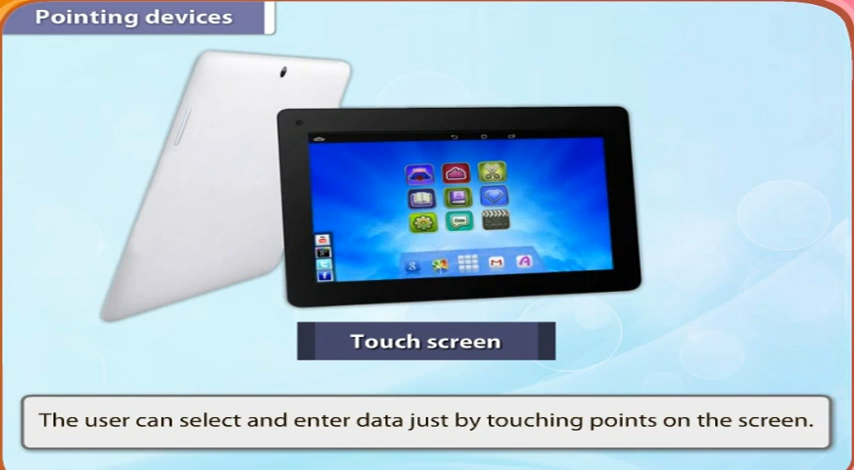 Pointing devices
Touch screen
The user can select and enter data just by touching points on the screen.